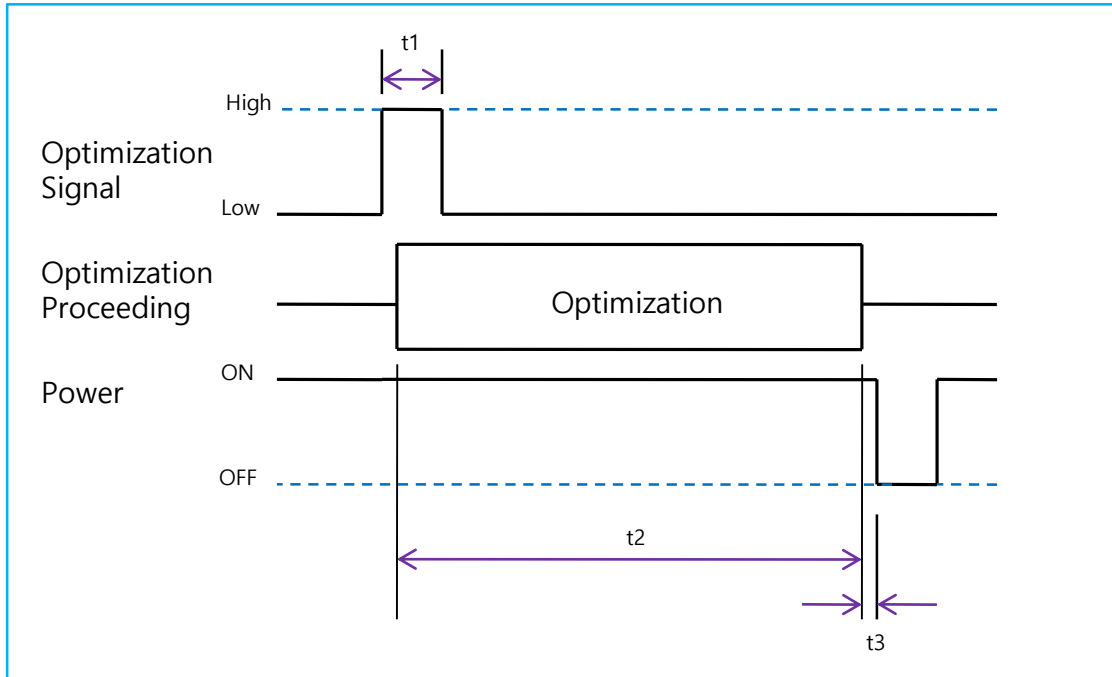 t1
High
Optimization
Signal
Low
Optimization
Proceeding
Optimization
ON
Power
OFF
t2
t3